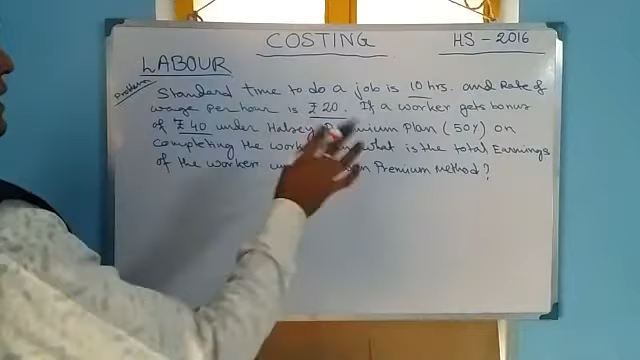 COSTING
HS - 2016
LABOUR
Problem
Standard time to do a job is 10 hrs. and Rate of
wage per hour is ₹ 20. If a worker gets bonus
of ₹ 40 under Halsey Premium Plan (50%) on
completing the work what is the total Earnings
of the worker Premium Method?